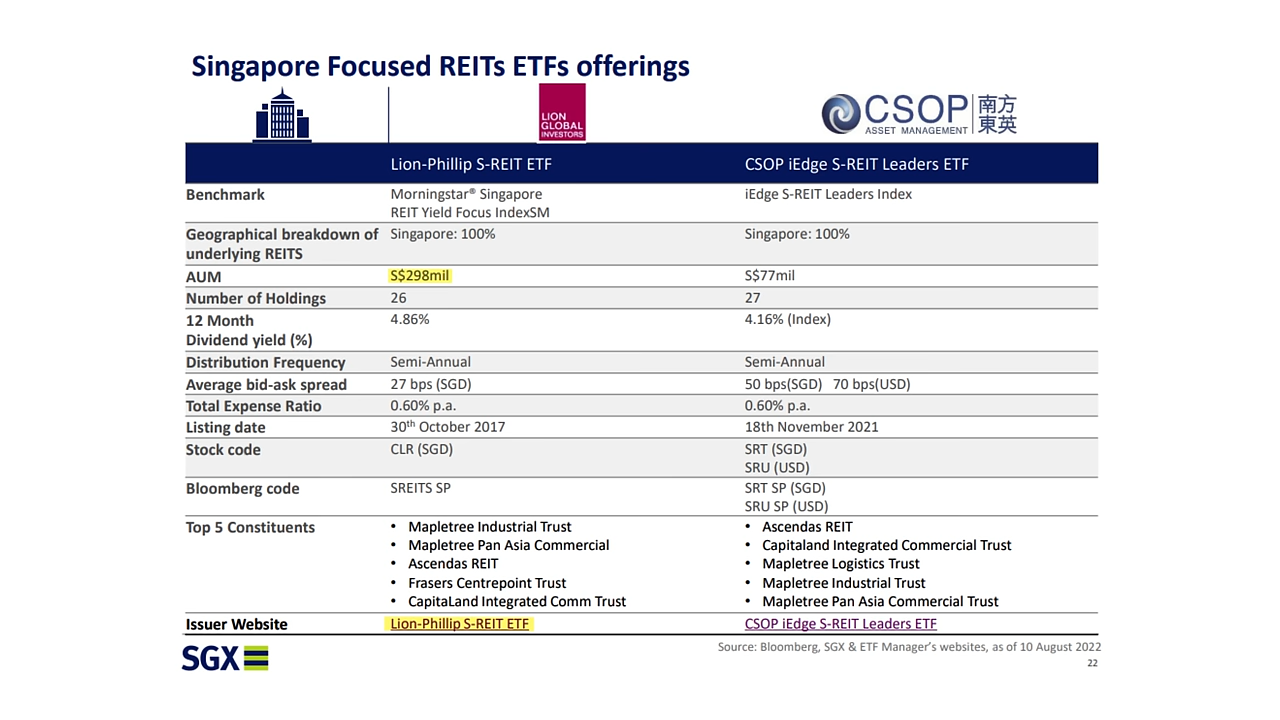 Singapore Focused REITs ETFs offerings
LION
GLOBAL
INVESTORS
CSOP
ASSET MANAGEMENT
南方
東英
Lion-Phillip S-REIT ETF CSOP iEdge S-REIT Leaders ETF
Benchmark Morningstar® Singapore iEdge S-REIT Leaders Index
REIT Yield Focus IndexSM
Geographical breakdown of Singapore: 100% Singapore: 100%
underlying REITS
AUM S$298mil S$77mil
Number of Holdings 26 27
12 Month 4.86% 4.16% (Index)
Dividend yield (%)
Distribution Frequency Semi-Annual Semi-Annual
Average bid-ask spread 27 bps (SGD) 50 bps(SGD) 70 bps(USD)
Total Expense Ratio 0.60% p.a. 0.60% p.a.
Listing date 30th October 2017 18th November 2021
Stock code CLR (SGD) SRT (SGD)
SRU (USD)
Bloomberg code SREITS SP SRT SP (SGD)
SRU SP (USD)
Top 5 Constituents • Mapletree Industrial Trust • Ascendas REIT
• Mapletree Pan Asia Commercial • Capitaland Integrated Commercial Trust
• Ascendas REIT • Mapletree Logistics Trust
• Frasers Centrepoint Trust • Mapletree Industrial Trust
• CapitaLand Integrated Comm Trust • Mapletree Pan Asia Commercial Trust
Issuer Website Lion-Phillip S-REIT ETF CSOP iEdge S-REIT Leaders ETF
SGX
Source: Bloomberg, SGX & ETF Manager's websites, as of 10 August 2022
22